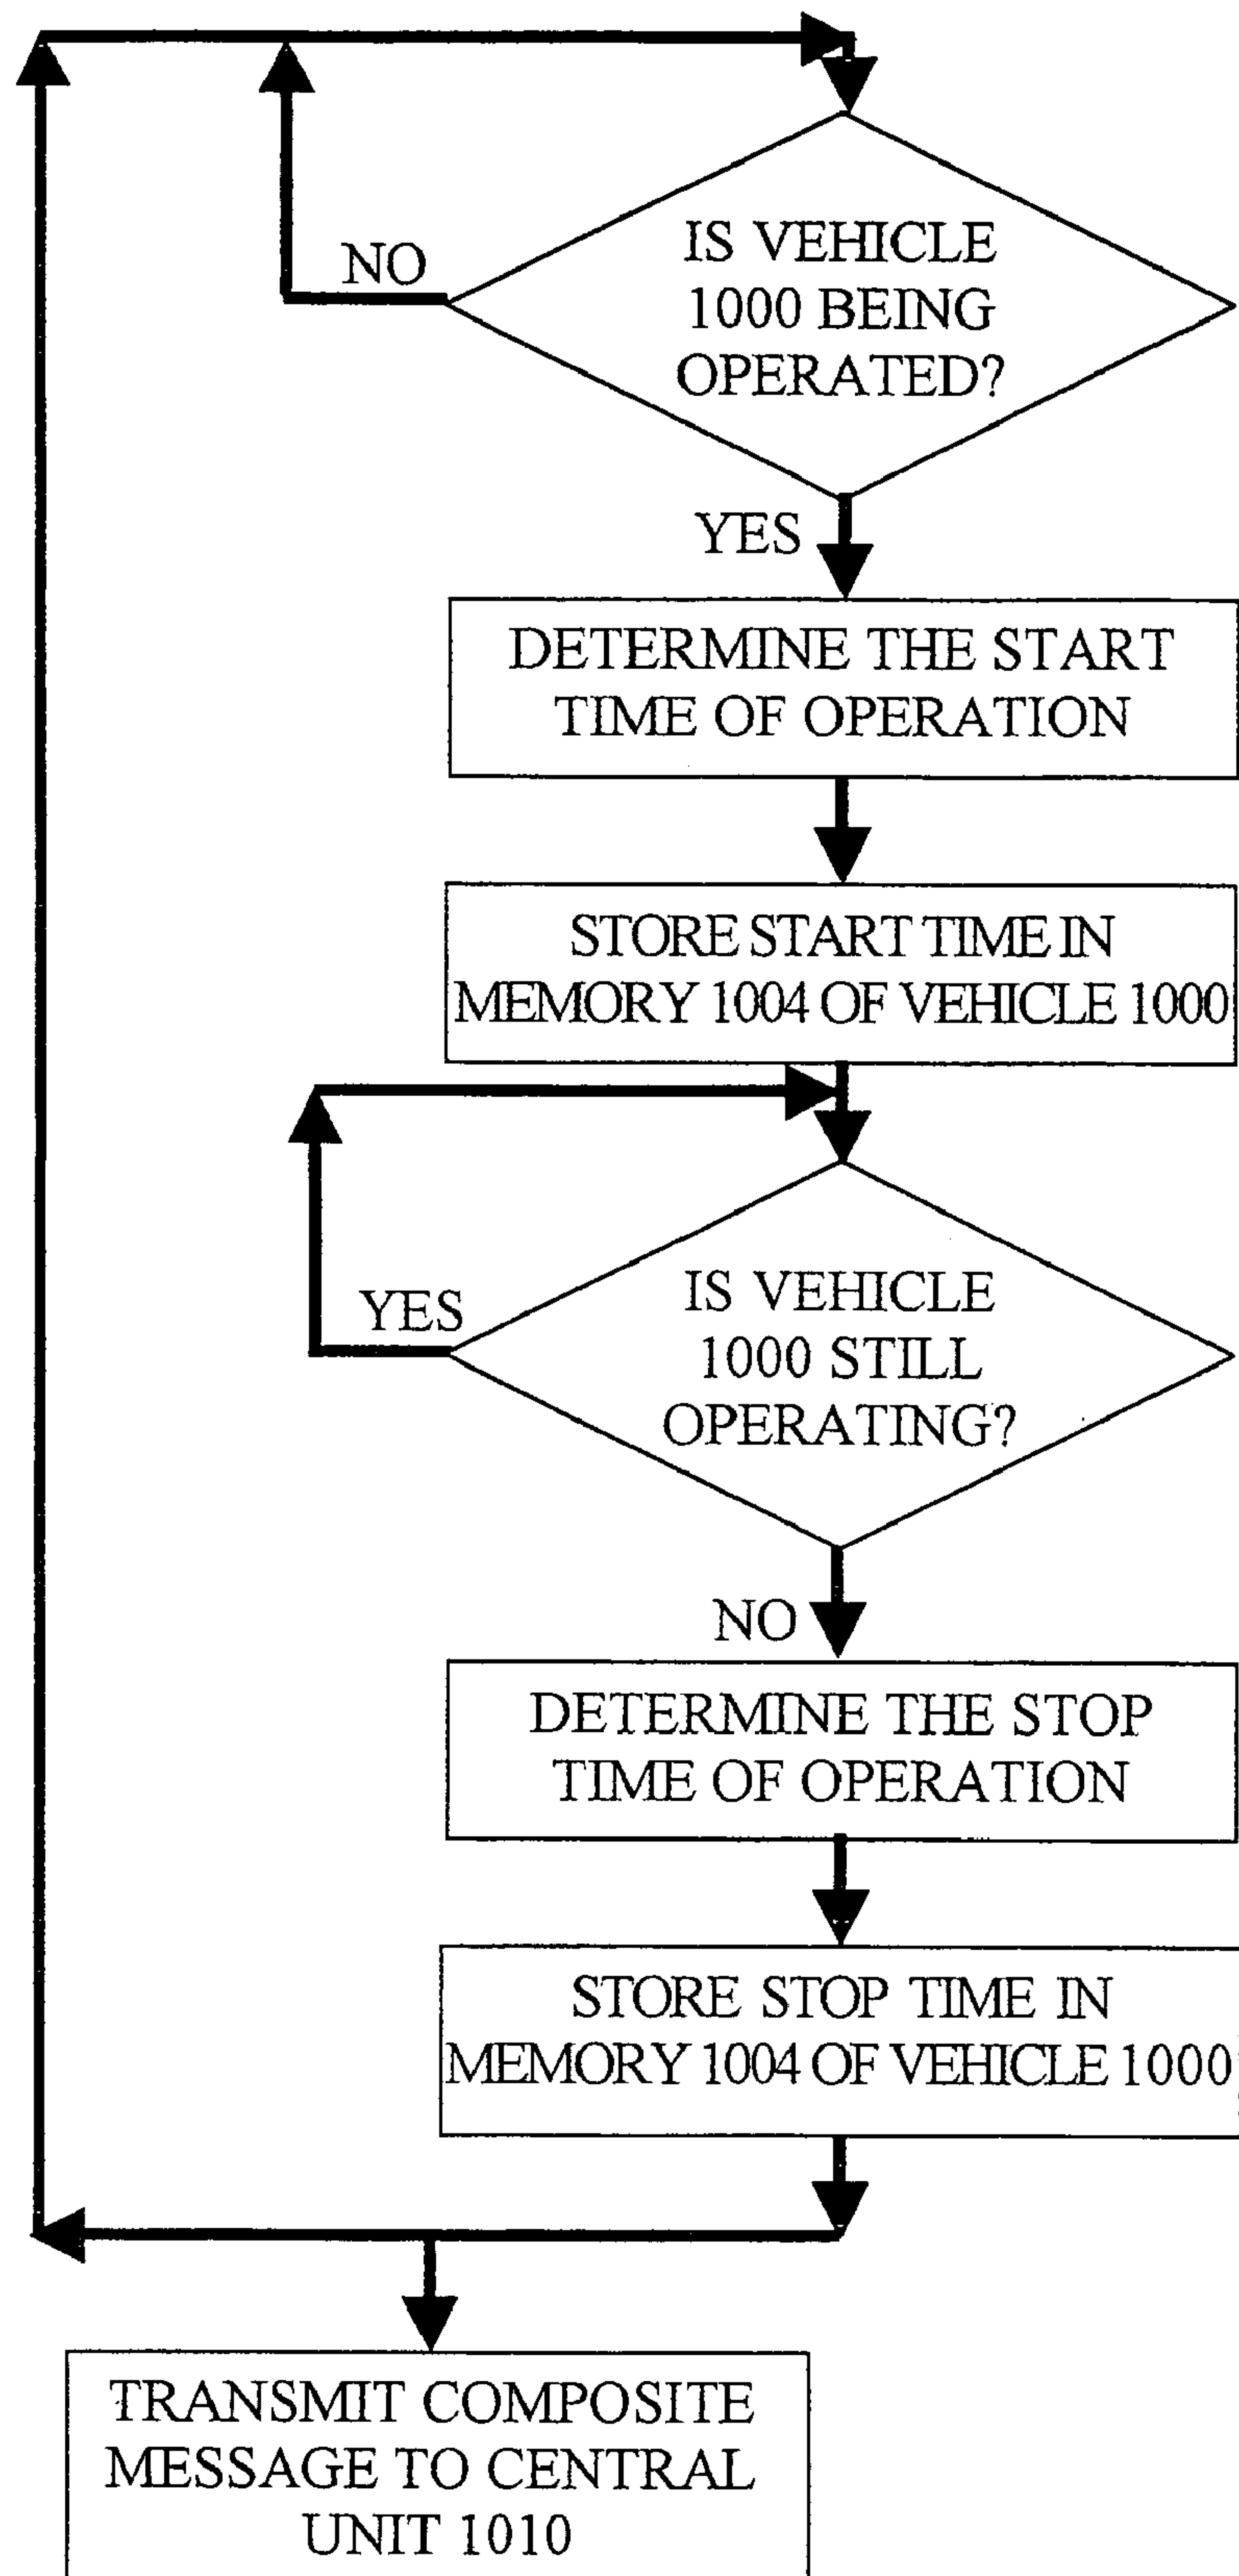 IS VEHICLE
1000 BEING
OPERATED?
NO
YES
DETERMINE THE START
TIME OF OPERATION
STORE START TIME IN
MEMORY 1004 OF VEHICLE 1000
IS VEHICLE
1000 STILL
OPERATING?
YES
NO
DETERMINE THE STOP
TIME OF OPERATION
STORE STOP TIME IN
MEMORY 1004 OF VEHICLE 1000
TRANSMIT COMPOSITE
MESSAGE TO CENTRAL
UNIT 1010